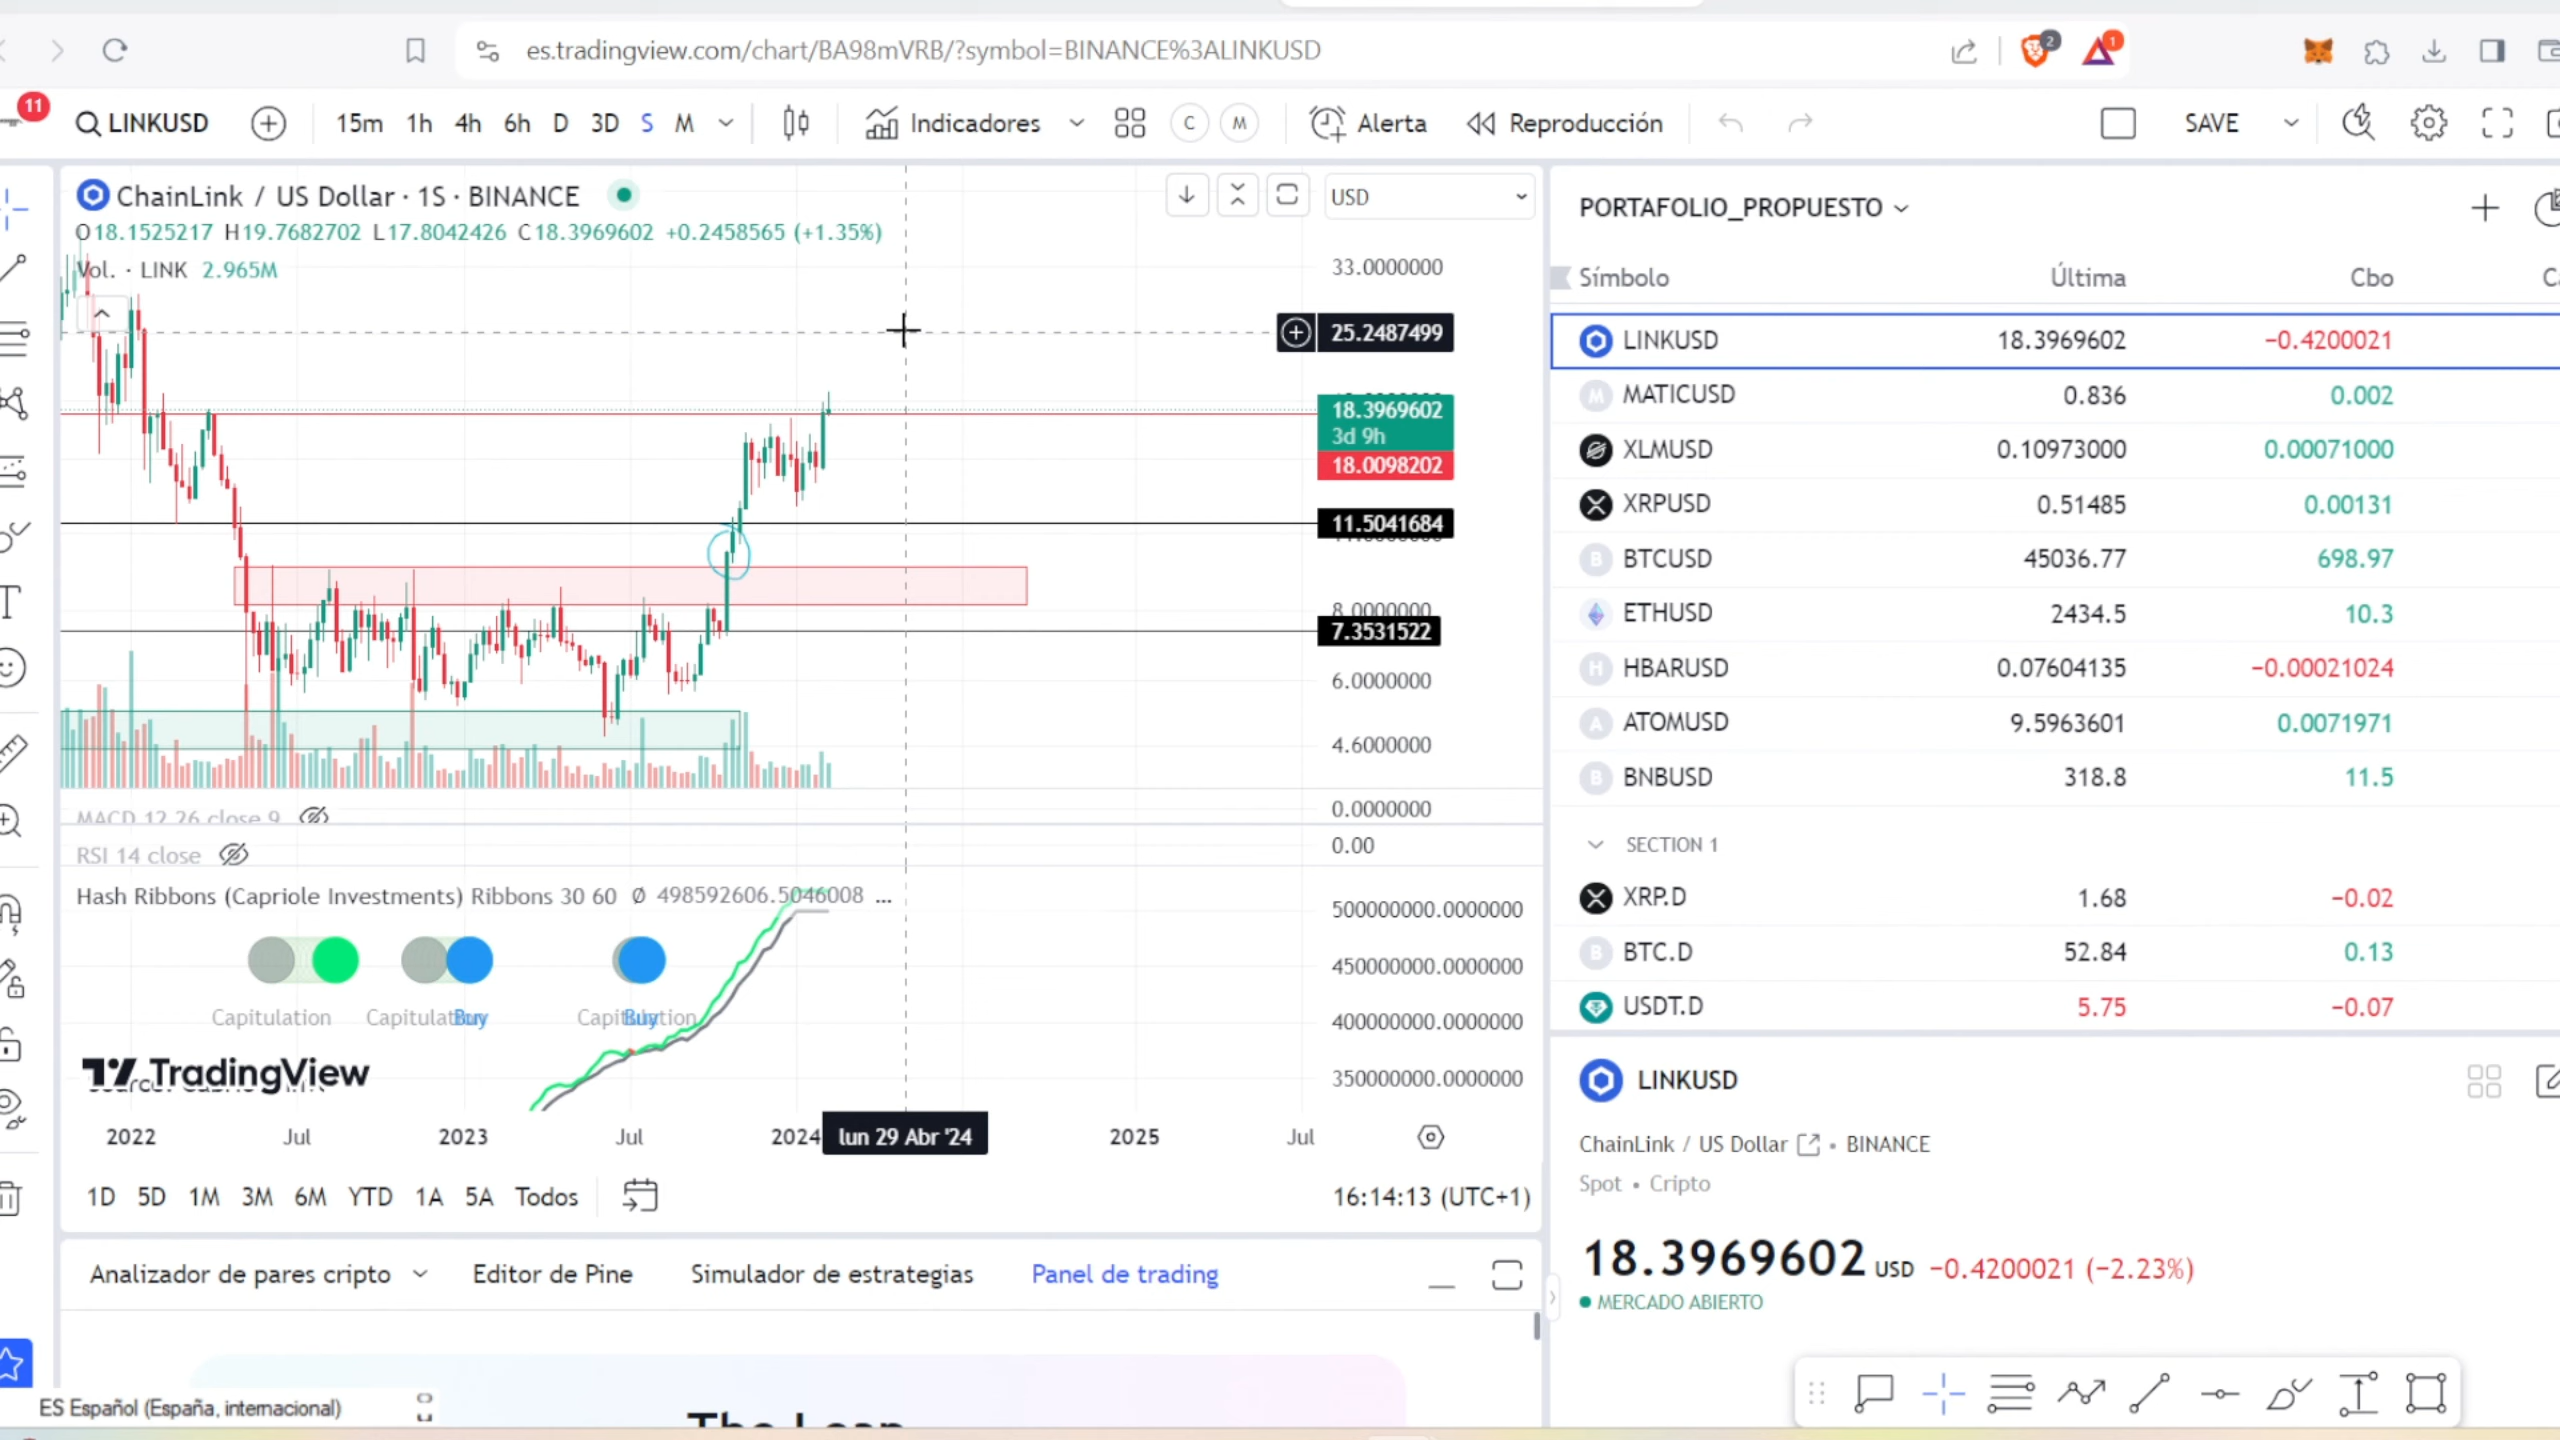 es.tradingview.com/chart/BA98mVRB/?symbol=BINANCE%3ALINKUSD
2
1
11
LINKUSD
15m 1h 4h 6h D 3D S M
Indicadores
C
M
Alerta
Reproducción
SAVE
ChainLink / US Dollar · 1S · BINANCE
O18.1525217 H19.7682702 L17.8042426 C18.3969602 +0.2458565 (+1.35%)
Vol. · LINK 2.965M
USD
33.0000000
25.2487499
18.3969602
3d 9h
18.0098202
11.5041684
8.0000000
7.3531522
6.0000000
4.6000000
MACD 12 26 close 9
0.0000000
RSI 14 close
0.00
Hash Ribbons (Capriole Investments) Ribbons 30 60 Ø 498592606.5046008 ...
500000000.0000000
450000000.0000000
400000000.0000000
350000000.0000000
Capitulation
Capitulation
Buy
Capitulation
Buy
TradingView
2022 Jul 2023 Jul 2024 lun 29 Abr '24 2025 Jul
1D 5D 1M 3M 6M YTD 1A 5A Todos
16:14:13 (UTC+1)
Analizador de pares cripto Editor de Pine Simulador de estrategias Panel de trading
ES Español (España, internacional)
PORTAFOLIO_PROPUESTO
Símbolo Última Cbo
LINKUSD 18.3969602 −0.4200021
MATICUSD 0.836 0.002
XLMUSD 0.10973000 0.00071000
XRPUSD 0.51485 0.00131
BTCUSD 45036.77 698.97
ETHUSD 2434.5 10.3
HBARUSD 0.07604135 −0.00021024
ATOMUSD 9.5963601 0.0071971
BNBUSD 318.8 11.5
SECTION 1
XRP.D 1.68 −0.02
BTC.D 52.84 0.13
USDT.D 5.75 −0.07
LINKUSD
ChainLink / US Dollar • BINANCE
Spot • Cripto
18.3969602 USD −0.4200021 (−2.23%)
MERCADO ABIERTO